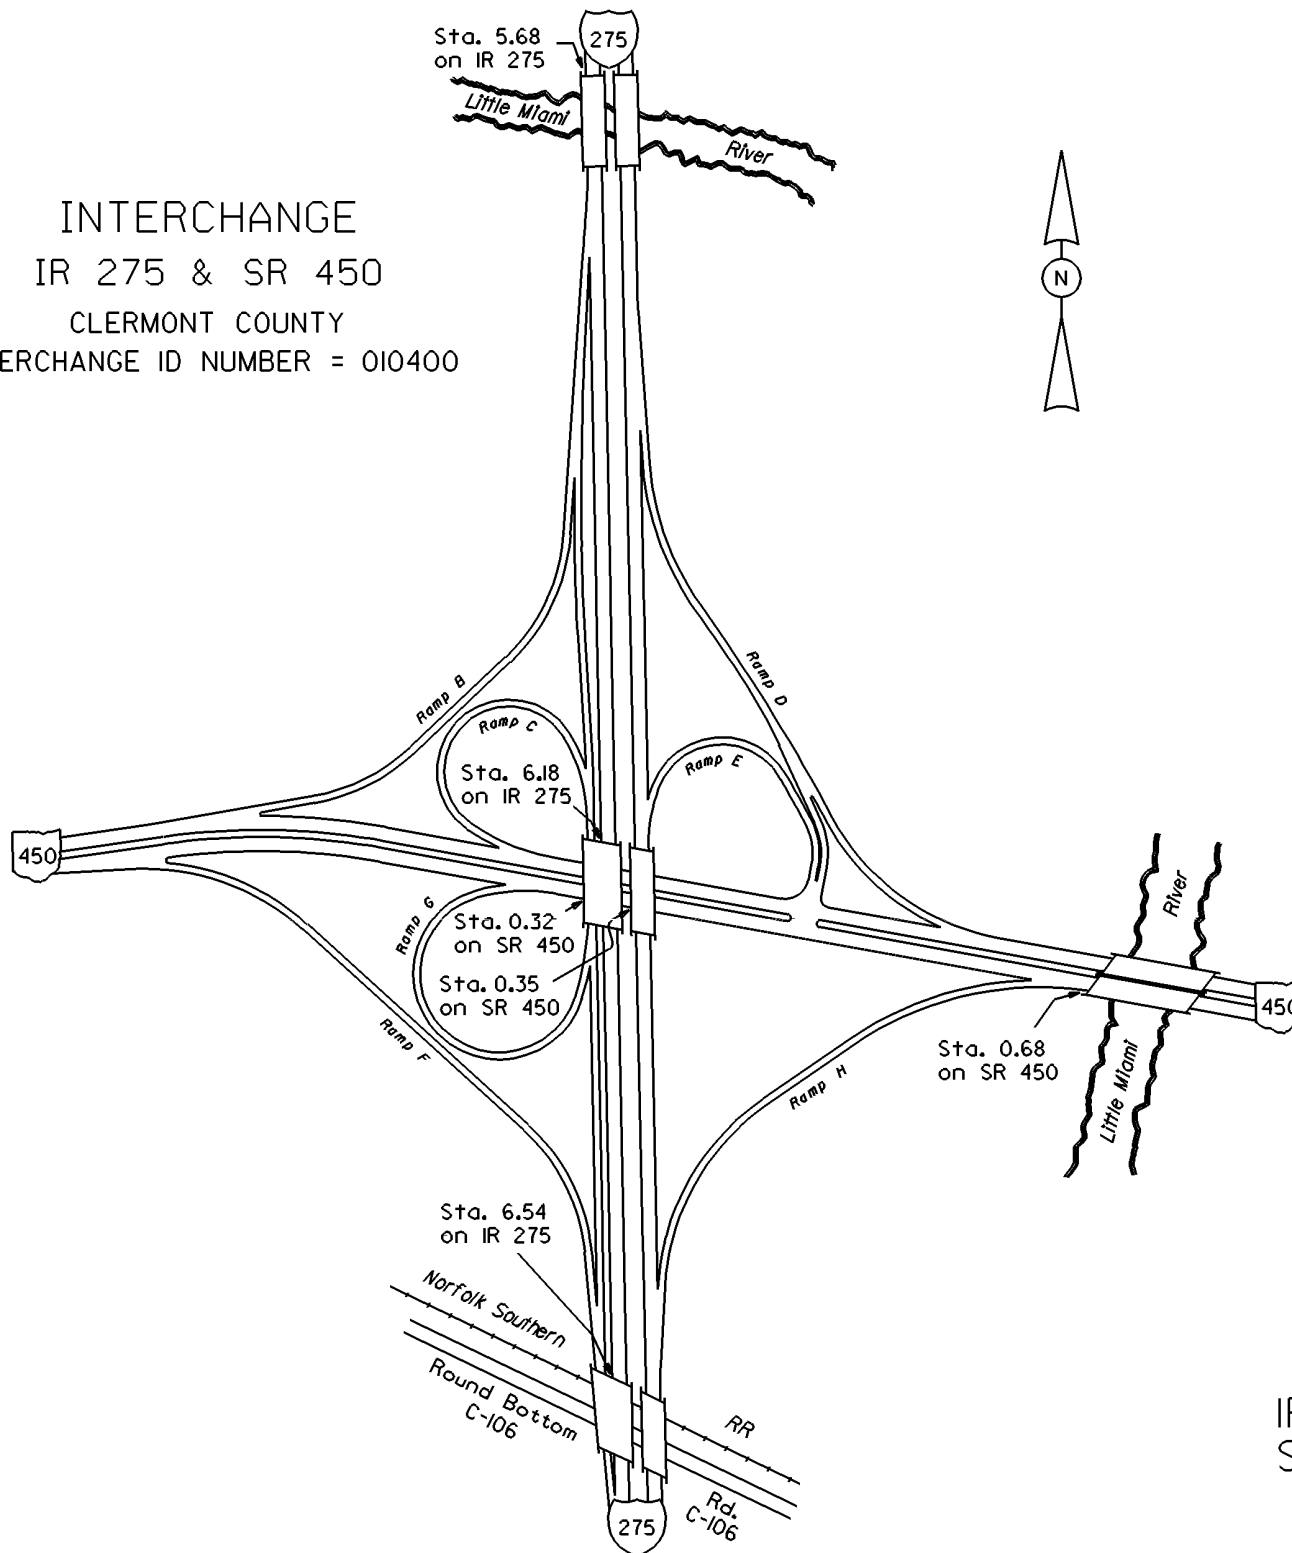 275
Sta. 5.68
on IR 275
Little Miami
River
INTERCHANGE
IR 275 & SR 450
CLERMONT COUNTY
ERCHANGE ID NUMBER = 010400
N
Ramp B
Ramp D
Ramp C
Ramp E
Sta. 6.18
on IR 275
450
Ramp G
Sta. 0.32
on SR 450
River
Sta. 0.35
on SR 450
450
Ramp F
Sta. 0.68
on SR 450
Ramp H
Little Miami
Sta. 6.54
on IR 275
Norfolk Southern
RR
Round Bottom
C-106
Rd.
C-106
275